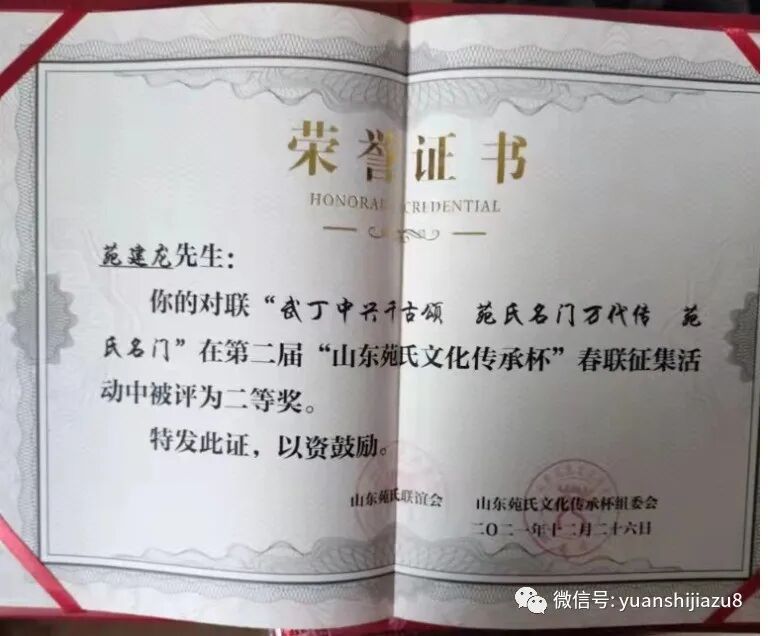 荣誉证书
HONORA CREDENTIAL
苑建龙先生：
你的对联“武丁中兴千古颂 苑氏名门万代传 苑
氏名门”在第二届“山东苑氏文化传承杯”春联征集活
动中被评为二等奖。
特发此证，以资鼓励。
山东苑氏联谊会 山东苑氏文化传承杯组委会
二〇二一年十二月二十六日
微信号: yuanshijiazu8